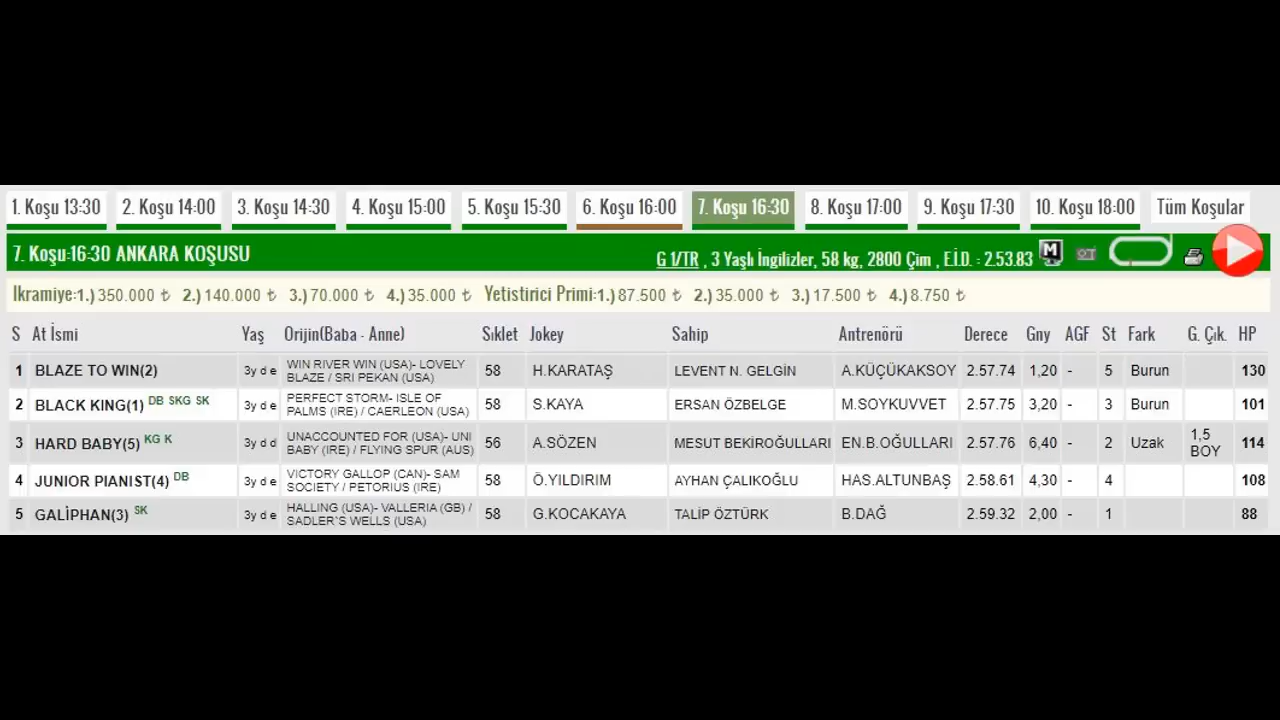 1. Koşu 13:30 2. Koşu 14:00 3. Koşu 14:30 4. Koşu 15:00 5. Koşu 15:30 6. Koşu 16:00 7. Koşu 16:30 8. Koşu 17:00 9. Koşu 17:30 10. Koşu 18:00 Tüm Koşular
7. Koşu:16:30 ANKARA KOŞUSU G 1/TR , 3 Yaşlı İngilizler, 58 kg, 2800 Çim , E.İ.D. : 2.53.83 M
Ikramiye:1.) 350.000 ₺ 2.) 140.000 ₺ 3.) 70.000 ₺ 4.) 35.000 ₺ Yetistirici Primi:1.) 87.500 ₺ 2.) 35.000 ₺ 3.) 17.500 ₺ 4.) 8.750 ₺
S At İsmi Yaş Orijin(Baba - Anne) Sıklet Jokey Sahip Antrenörü Derece Gny AGF St Fark G. Çık. HP
1 BLAZE TO WIN(2) 3y d e WIN RIVER WIN (USA)- LOVELY BLAZE / SRI PEKAN (USA) 58 H.KARATAŞ LEVENT N. GELGİN A.KÜÇÜKAKSOY 2.57.74 1,20 - 5 Burun 130
2 BLACK KING(1) DB SKG SK 3y d e PERFECT STORM- ISLE OF PALMS (IRE) / CAERLEON (USA) 58 S.KAYA ERSAN ÖZBELGE M.SOYKUVVET 2.57.75 3,20 - 3 Burun 101
3 HARD BABY(5) KG K 3y d d UNACCOUNTED FOR (USA)- UNI BABY (IRE) / FLYING SPUR (AUS) 56 A.SÖZEN MESUT BEKİROĞULLARI EN.B.OĞULLARI 2.57.76 6,40 - 2 Uzak 1,5 BOY 114
4 JUNIOR PIANIST(4) DB 3y d e VICTORY GALLOP (CAN)- SAM SOCIETY / PETORIUS (IRE) 58 Ö.YILDIRIM AYHAN ÇALIKOĞLU HAS.ALTUNBAŞ 2.58.61 4,30 - 4 108
5 GALİPHAN(3) SK 3y d e HALLING (USA)- VALLERIA (GB) / SADLER'S WELLS (USA) 58 G.KOCAKAYA TALİP ÖZTÜRK B.DAĞ 2.59.32 2,00 - 1 88